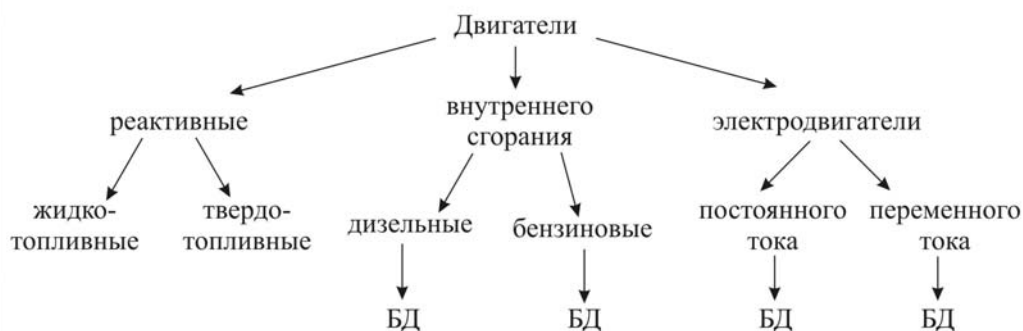 Двигатели
реактивные
внутреннего
сгорания
электродвигатели
жидко-
топливные
твердо-
топливные
дизельные
бензиновые
постоянного
тока
переменного
тока
БД
БД
БД
БД